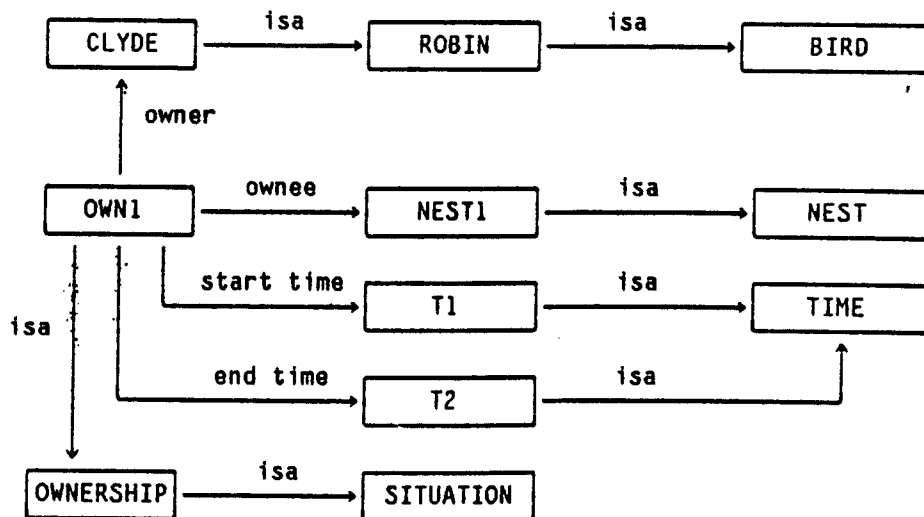 isa isa
CLYDE ROBIN BIRD
owner
ownee isa
OWN1 NEST1 NEST
start time isa
T1 TIME
isa
end time isa
T2
isa
OWNERSHIP SITUATION